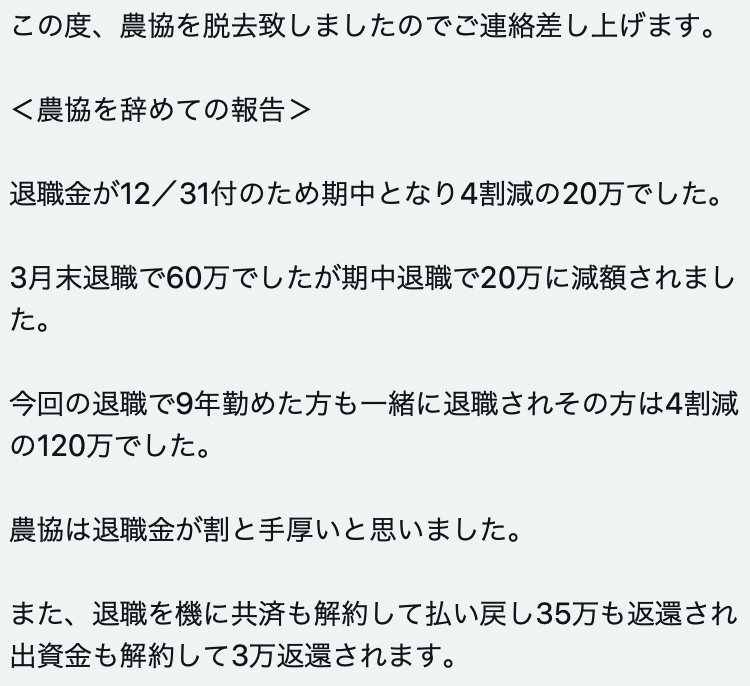 この度、農協を脱去致しましたのでご連絡差し上げます。
＜農協を辞めての報告＞
退職金が12／31付のため期中となり4割減の20万でした。
3月末退職で60万でしたが期中退職で20万に減額されまし
た。
今回の退職で9年勤めた方も一緒に退職されその方は4割減
の120万でした。
農協は退職金が割と手厚いと思いました。
また、退職を機に共済も解約して払い戻し35万も返還され
出資金も解約して3万返還されます。